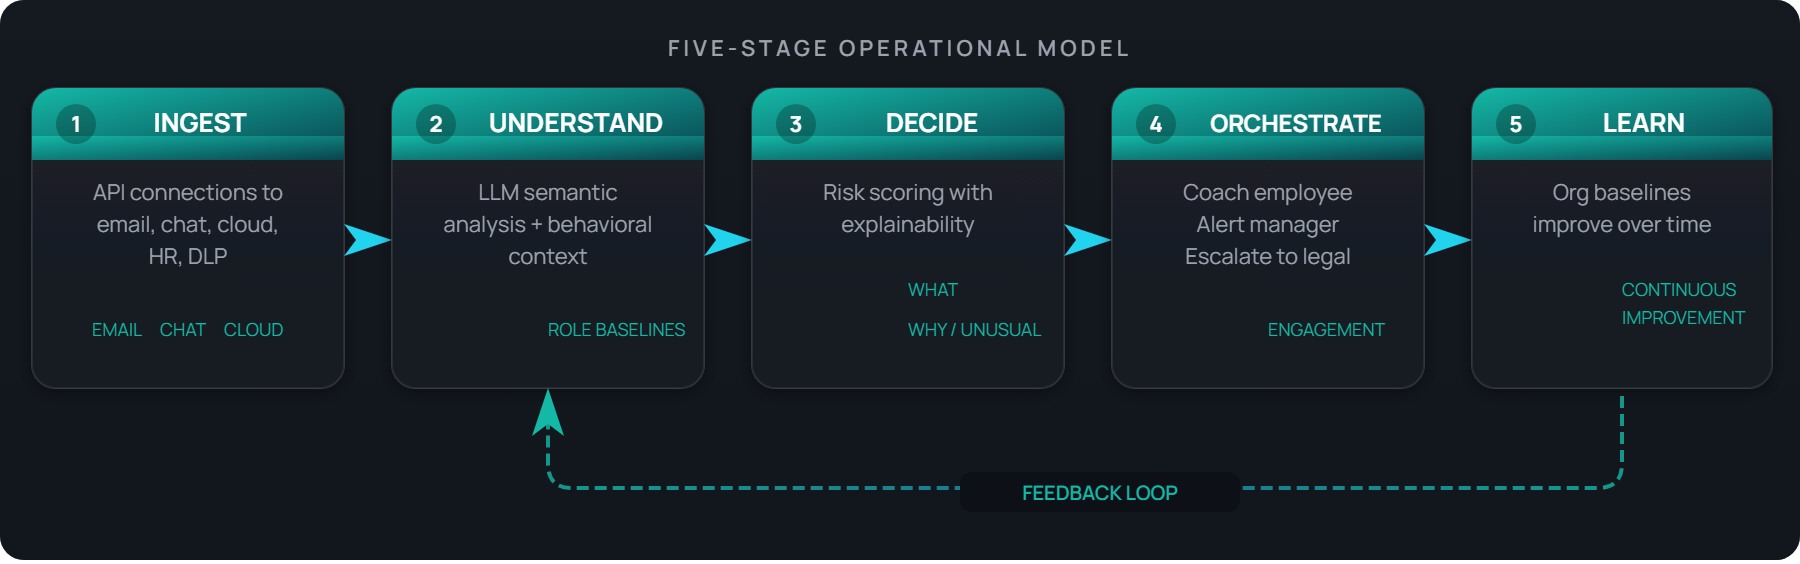 FIVE-STAGE OPERATIONAL MODEL
1 INGEST
API connections to
email, chat, cloud,
HR, DLP
EMAIL CHAT CLOUD
2 UNDERSTAND
LLM semantic
analysis + behavioral
context
ROLE BASELINES
3 DECIDE
Risk scoring with
explainability
WHAT
WHY / UNUSUAL
4 ORCHESTRATE
Coach employee
Alert manager
Escalate to legal
ENGAGEMENT
5 LEARN
Org baselines
improve over time
CONTINUOUS
IMPROVEMENT
FEEDBACK LOOP